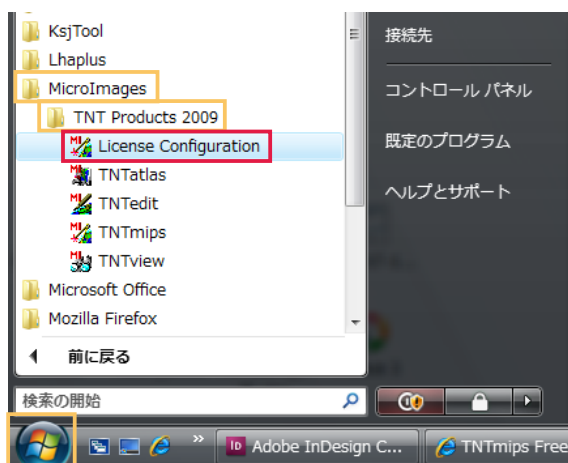 KsjTool
Lhaplus
MicroImages
TNT Products 2009
License Configuration
TNTatlas
TNTedit
TNTmips
TNTview
Microsoft Office
Mozilla Firefox
前に戻る
検索の開始
接続先
コントロール パネル
既定のプログラム
ヘルプとサポート
Adobe InDesign C...
TNTmips Free